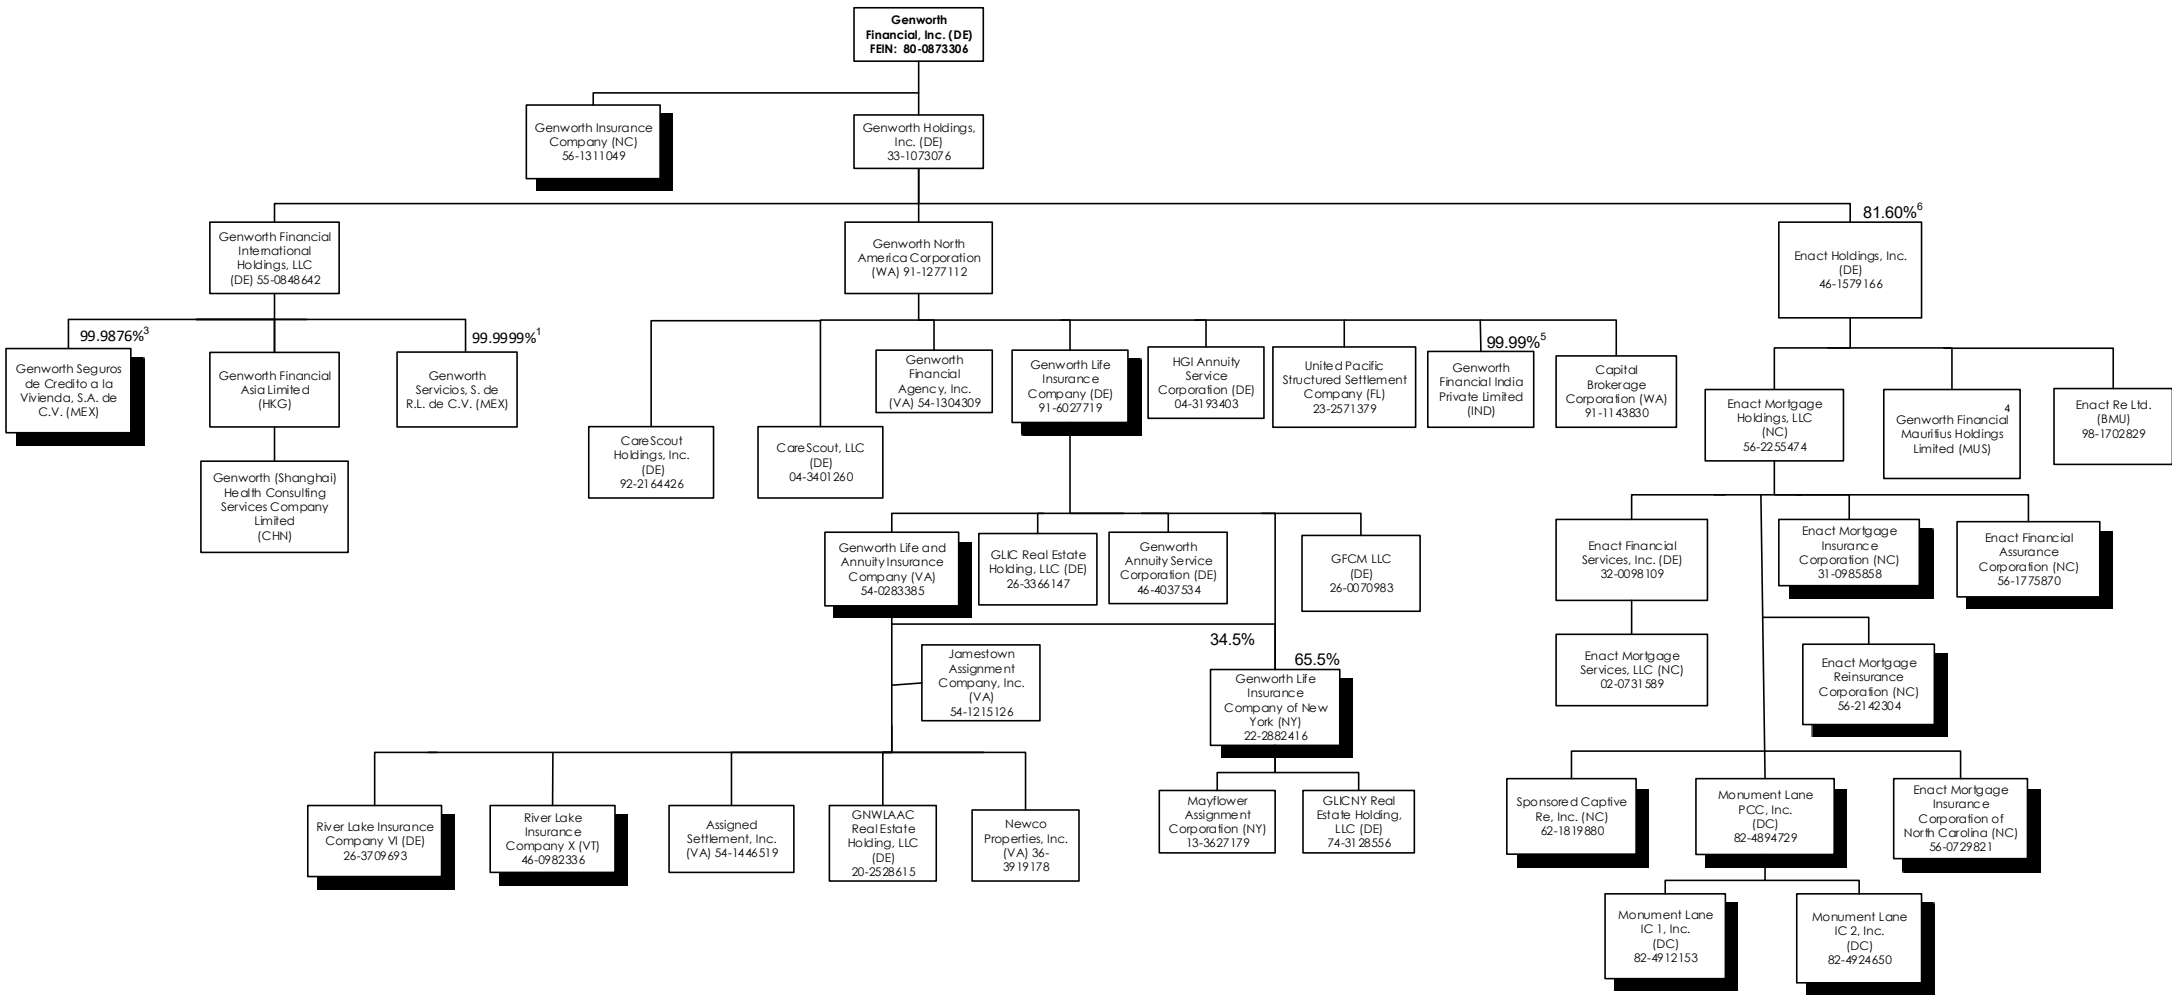 Genworth
Financial, Inc. (DE)
FEIN: 80-0873306
Genworth Insurance
Company (NC)
56-1311049
Genworth Holdings,
Inc. (DE)
33-1073076
Genworth Financial
International
Holdings, LLC
(DE) 55-0848642
Genworth North
America Corporation
(WA) 91-1277112
81.60%6
Enact Holdings, Inc.
(DE)
46-1579166
99.9876%3
Genworth Seguros
de Credito a la
Vivienda, S.A. de
C.V. (MEX)
Genworth Financial
Asia Limited
(HKG)
99.9999%1
Genworth
Servicios, S. de
R.L. de C.V. (MEX)
Genworth (Shanghai)
Health Consulting
Services Company
Limited
(CHN)
CareScout
Holdings, Inc.
(DE)
92-2164426
CareScout, LLC
(DE)
04-3401260
Genworth
Financial
Agency, Inc.
(VA) 54-1304309
Genworth Life
Insurance
Company (DE)
91-6027719
HGI Annuity
Service
Corporation (DE)
04-3193403
United Pacific
Structured Settlement
Company (FL)
23-2571379
99.99%5
Genworth
Financial India
Private Limited
(IND)
Capital
Brokerage
Corporation (WA)
91-1143830
Enact Mortgage
Holdings, LLC
(NC)
56-2255474
4
Genworth Financial
Mauritius Holdings
Limited (MUS)
Enact Re Ltd.
(BMU)
98-1702829
Genworth Life and
Annuity Insurance
Company (VA)
54-0283385
GLIC Real Estate
Holding, LLC (DE)
26-3366147
Genworth
Annuity Service
Corporation (DE)
46-4037534
GFCM LLC
(DE)
26-0070983
Enact Financial
Services, Inc. (DE)
32-0098109
Enact Mortgage
Insurance
Corporation (NC)
31-0985858
Enact Financial
Assurance
Corporation (NC)
56-1775870
34.5%
65.5%
Jamestown
Assignment
Company, Inc.
(VA)
54-1215126
Genworth Life
Insurance
Company of New
York (NY)
22-2882416
Enact Mortgage
Services, LLC (NC)
02-0731589
Enact Mortgage
Reinsurance
Corporation (NC)
56-2142304
River Lake Insurance
Company VI (DE)
26-3709693
River Lake
Insurance
Company X (VT)
46-0982336
Assigned
Settlement, Inc.
(VA) 54-1446519
GNWLAAC
Real Estate
Holding, LLC
(DE)
20-2528615
Newco
Properties, Inc.
(VA) 36-
3919178
Mayflower
Assignment
Corporation (NY)
13-3627179
GLICNY Real
Estate Holding,
LLC (DE)
74-3128556
Sponsored Captive
Re, Inc. (NC)
62-1819880
Monument Lane
PCC, Inc.
(DC)
82-4894729
Enact Mortgage
Insurance
Corporation of
North Carolina (NC)
56-0729821
Monument Lane
IC 1, Inc.
(DC)
82-4912153
Monument Lane
IC 2, Inc.
(DC)
82-4924650